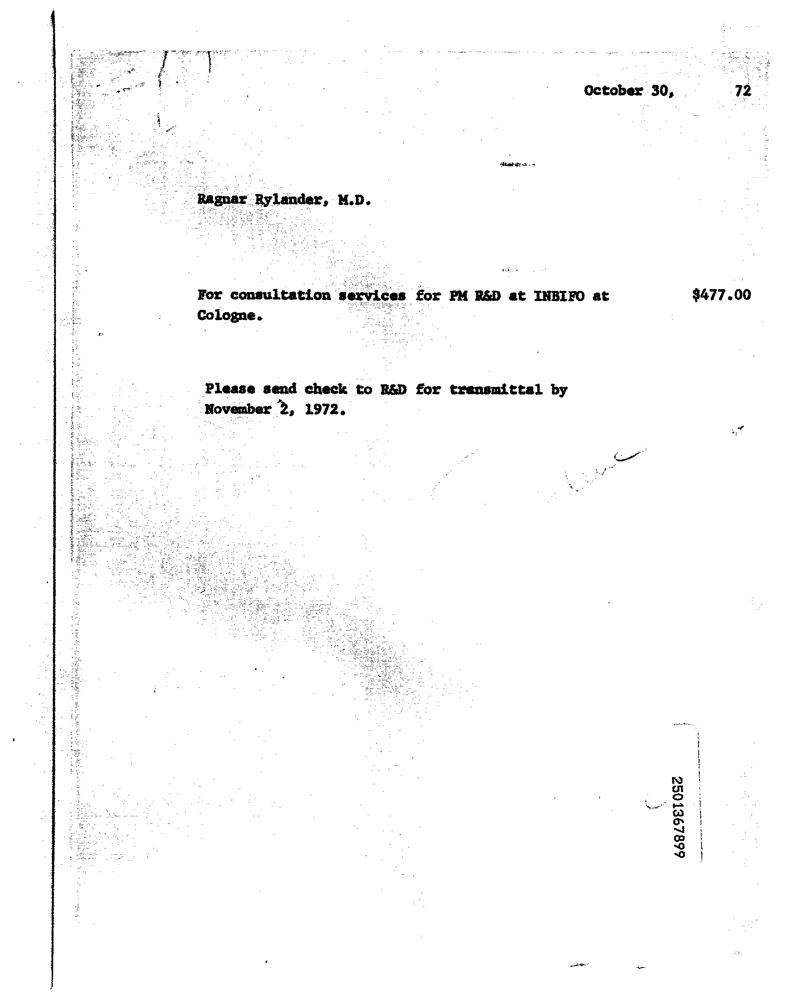 October 30, 72
Ragnar Rylander, M.D.
For consultation services for PM R&D at INBIFO at $477.00
Cologne.
Please send check to R&D for transmittal by
November 2, 1972.
2501367899